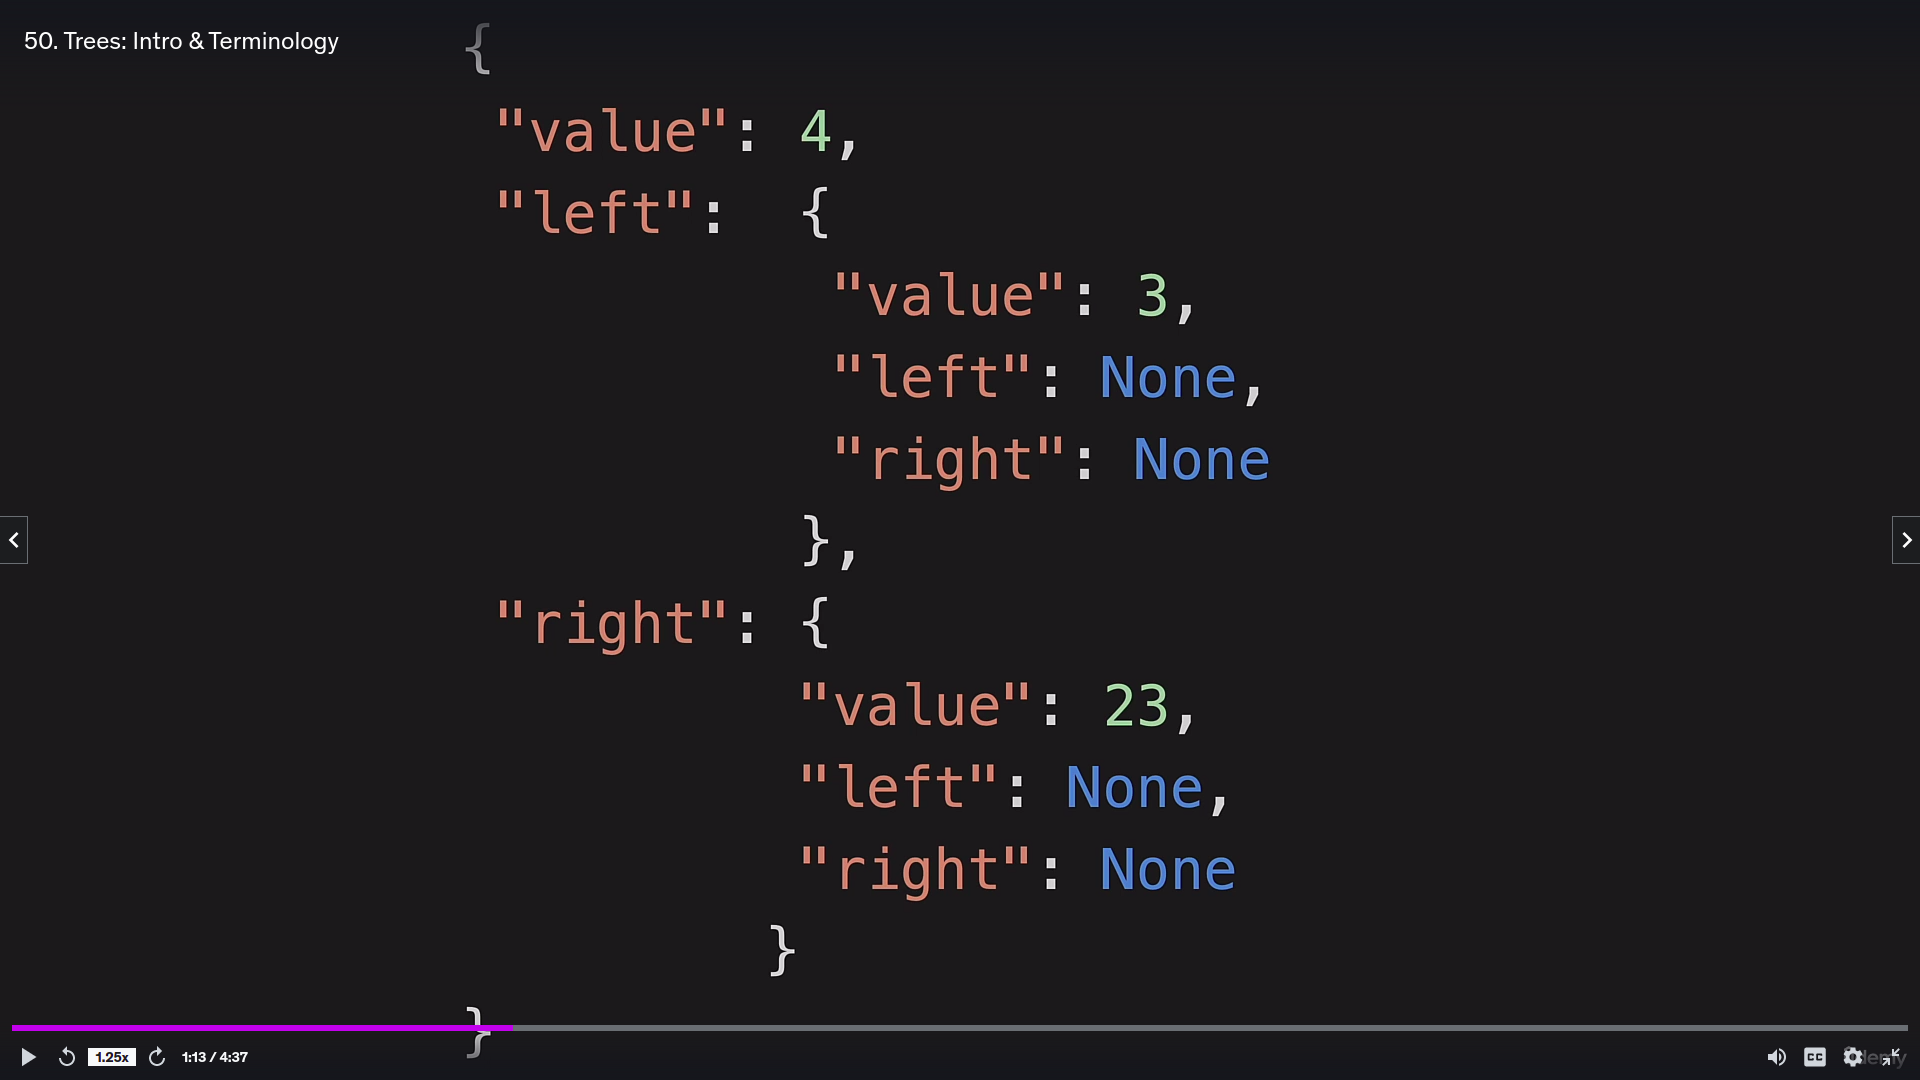 50. Trees: Intro & Terminology
{
"value": 4,
"left":  {
"value": 3,
"left": None,
"right": None
},
"right": {
"value": 23,
"left": None,
"right": None
}
}
1.25x
1:13 / 4:37
CC